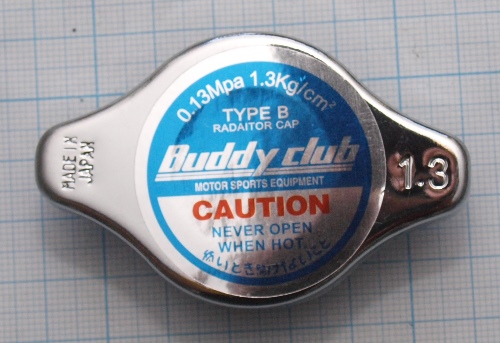 0.13Mpa 1.3Kg/cm²
TYPE B
RADAITOR CAP
Buddy club
MOTOR SPORTS EQUIPMENT
CAUTION
NEVER OPEN
WHEN HOT.
MADE IN
JAPAN
1.3